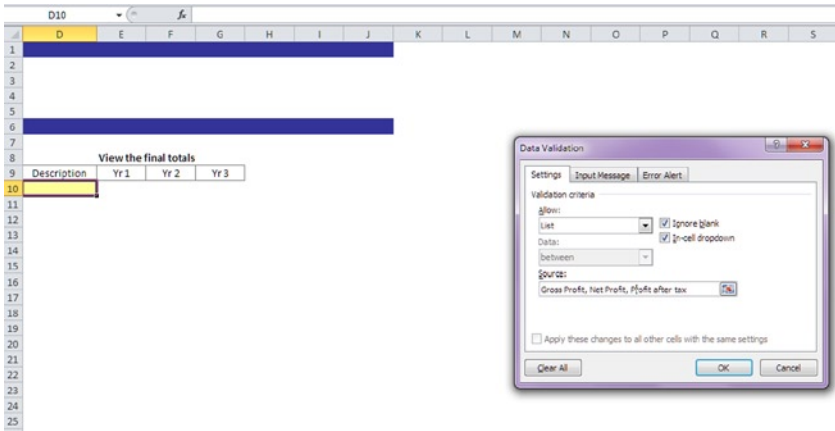 D10 fx
D E F G H I J K L M N O P Q R S
1
2
3
4
5
6
7
8 View the final totals
9 Description Yr 1 Yr 2 Yr 3
10
11
12
13
14
15
16
17
18
19
20
21
22
23
24
25
Data Validation
Settings Input Message Error Alert
Validation criteria
Allow:
List Ignore blank
In-cell dropdown
Data:
between
Source:
Gross Profit, Net Profit, Profit after tax
Apply these changes to all other cells with the same settings
Clear All OK Cancel